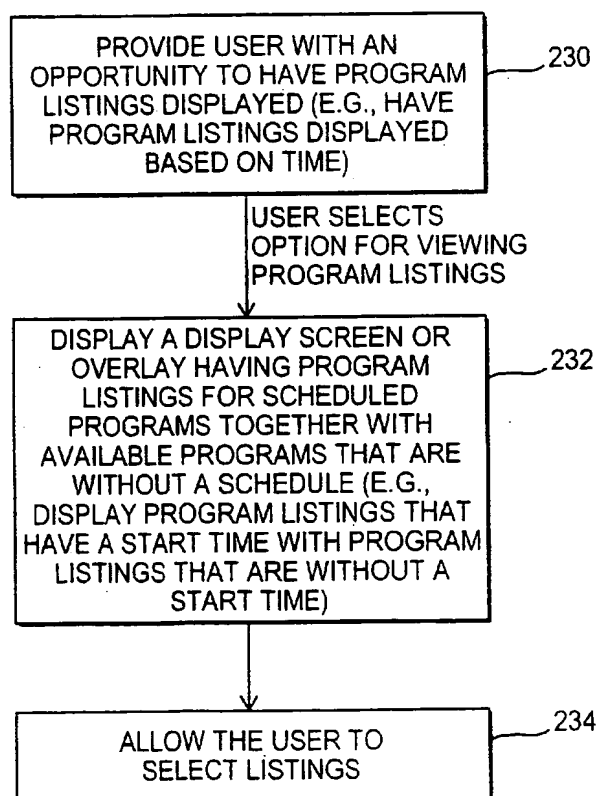 PROVIDE USER WITH AN
OPPORTUNITY TO HAVE PROGRAM
LISTINGS DISPLAYED (E.G., HAVE
PROGRAM LISTINGS DISPLAYED
BASED ON TIME)
230
USER SELECTS
OPTION FOR VIEWING
PROGRAM LISTINGS
DISPLAY A DISPLAY SCREEN OR
OVERLAY HAVING PROGRAM
LISTINGS FOR SCHEDULED
PROGRAMS TOGETHER WITH
AVAILABLE PROGRAMS THAT ARE
WITHOUT A SCHEDULE (E.G.,
DISPLAY PROGRAM LISTINGS THAT
HAVE A START TIME WITH PROGRAM
LISTINGS THAT ARE WITHOUT A
START TIME)
232
ALLOW THE USER TO
SELECT LISTINGS
234